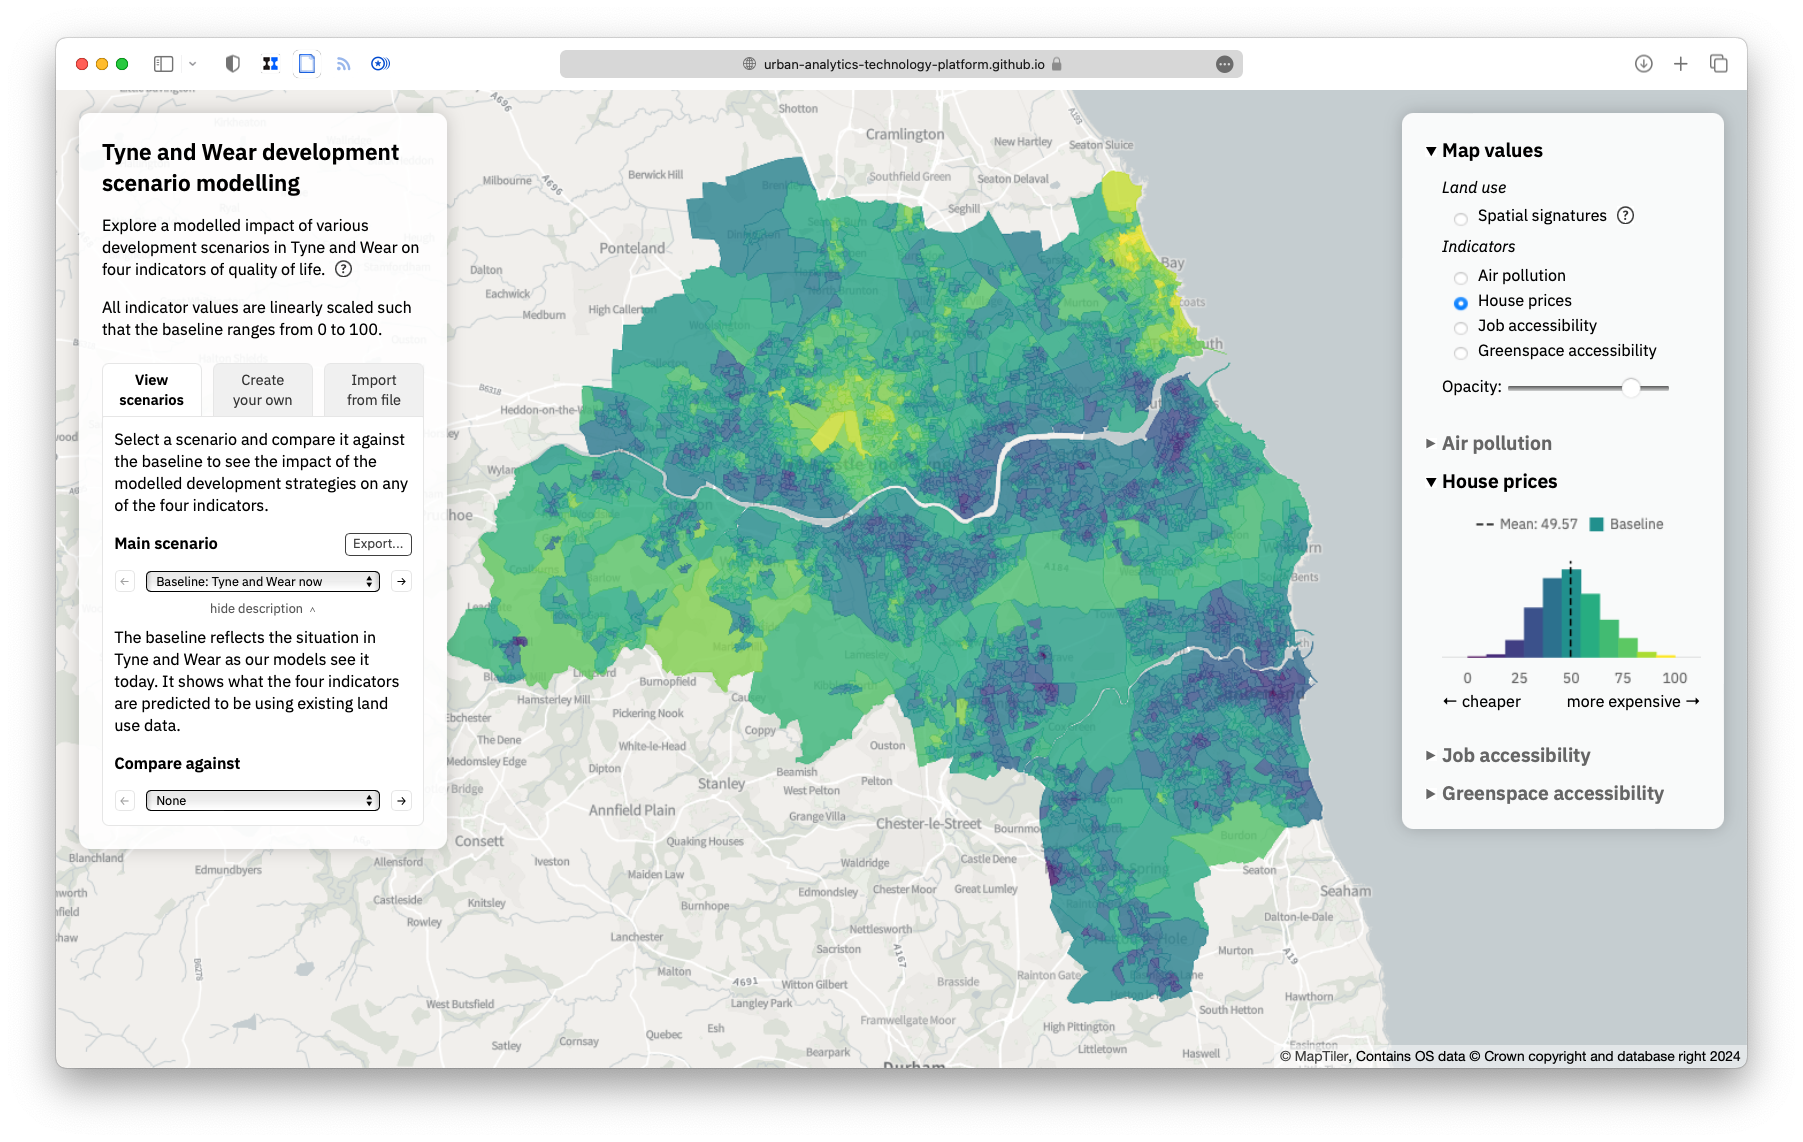 urban-analytics-technology-platform.github.io
Tyne and Wear development
scenario modelling
Explore a modelled impact of various
development scenarios in Tyne and Wear on
four indicators of quality of life. ?
All indicator values are linearly scaled such
that the baseline ranges from 0 to 100.
View
scenarios
Create
your own
Import
from file
Select a scenario and compare it against
the baseline to see the impact of the
modelled development strategies on any
of the four indicators.
Main scenario
Export...
← Baseline: Tyne and Wear now →
hide description ^
The baseline reflects the situation in
Tyne and Wear as our models see it
today. It shows what the four indicators
are predicted to be using existing land
use data.
Compare against
← None →
Map values
Land use
Spatial signatures ?
Indicators
Air pollution
House prices
Job accessibility
Greenspace accessibility
Opacity:
Air pollution
House prices
Mean: 49.57 Baseline
0 25 50 75 100
← cheaper more expensive →
Job accessibility
Greenspace accessibility
A696
Shotton
Cramlington
A193
New Hartley
Seaton Sluice
Milbourne
A696
Berwick Hill
Southfield Green
Seaton Delaval
Seghill
Ponteland
Dalton
Eachwick
Medburn
High Callerton
Bay
B6318
Heddon-on-the-
Wylam
Burnopfield
Hamsterley Mill
Pickering Nook
Ebchester
The Dene
White-le-Head
Coppy
Ouston
Medomsley Edge
Dipton
Beamish
Pelton
Stanley
West Pelton
Annfield Plain
Grange Villa
Chester-le-Street
Bournmo
Consett
Quaking Houses
Blanchland
Edmundbyers
Allensford
Iveston
Waldridge
Castle Dene
Maiden Law
Burdon
Seaton
Seaham
Castleside
Knitsley
Burnhope
Edmondsley
Chester Moor
Great Lumley
Rowley
Nettlesworth
Dalton-le-Dale
Lanchester
Sacriston
A167
Murton
A19
B6278
Malton
A691
Witton Gilbert
Brasside
Rainton Gate
West Butsfield
Langley Park
Hawthorn
Framwellgate Moor
South Hetton
Quebec
Esh
High Pittington
Satley
Cornsay
Bearpark
Littletown
Haswell
Easington
Durham
© MapTiler, Contains OS data © Crown copyright and database right 2024